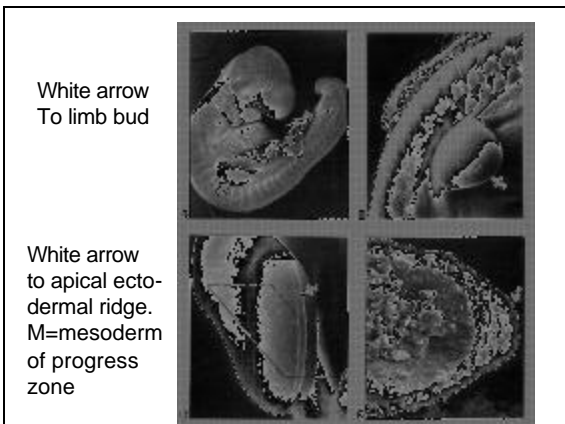 White arrow
To limb bud
White arrow
to apical ecto-
dermal ridge.
M=mesoderm
of progress
zone